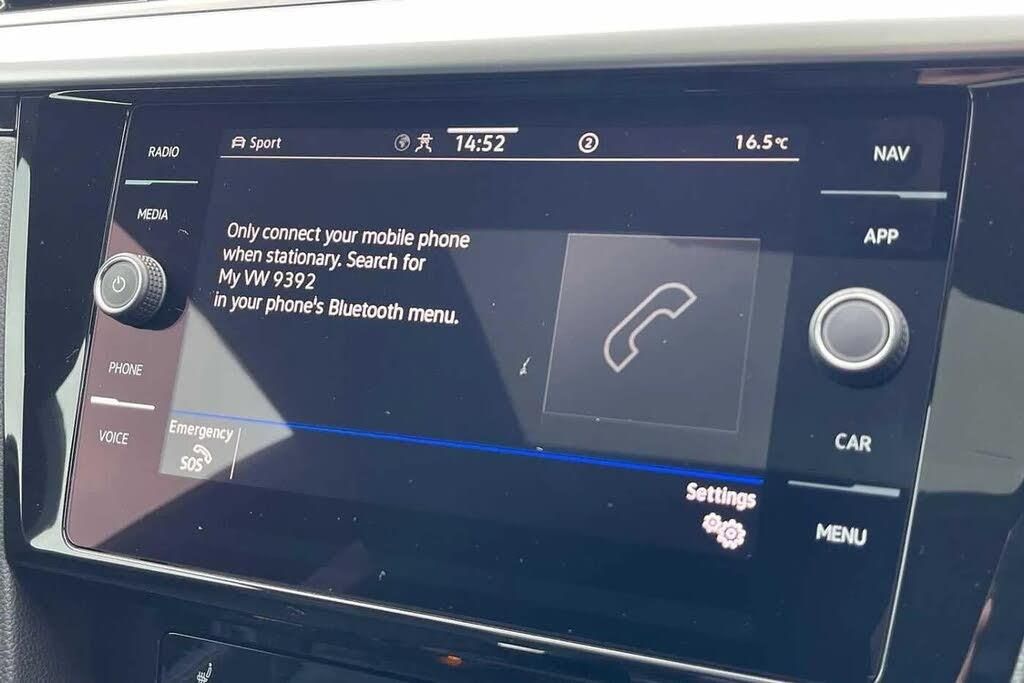 RADIO
MEDIA
PHONE
VOICE
Sport
14:52
2
16.5°C
Only connect your mobile phone
when stationary. Search for
My VW 9392
in your phone's Bluetooth menu.
Emergency
SOS
Settings
NAV
APP
CAR
MENU